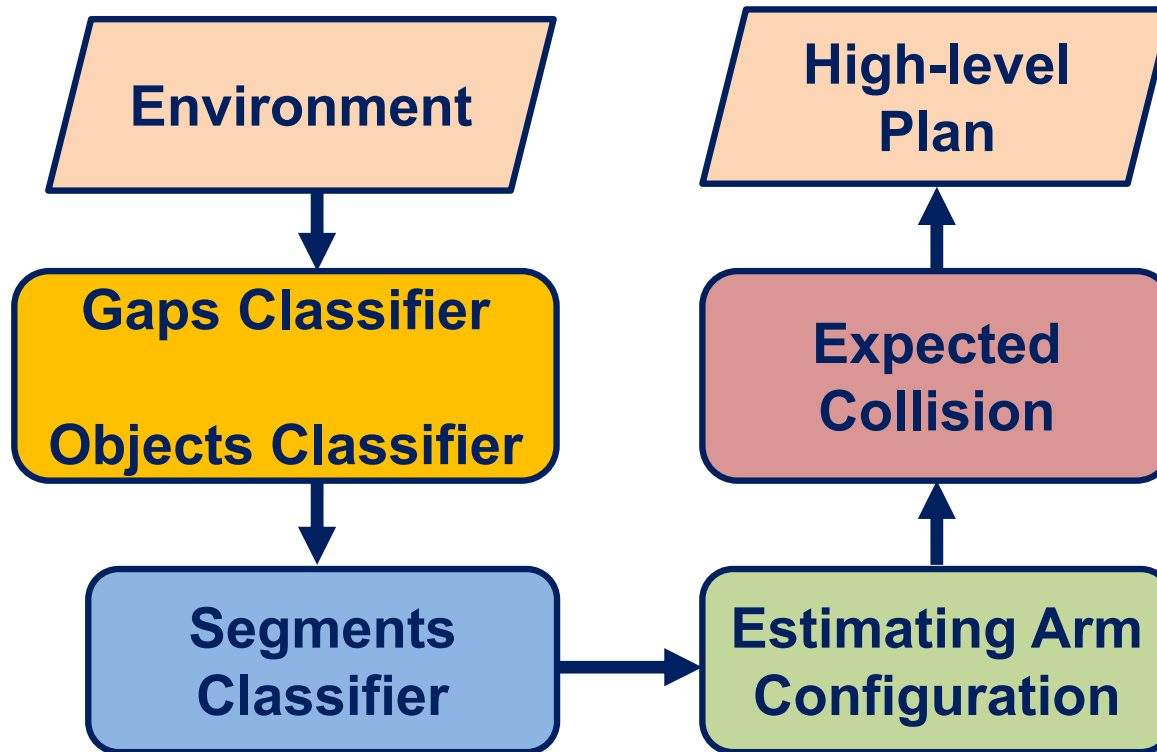 Environment
Gaps Classifier
Objects Classifier
Segments
Classifier
Estimating Arm
Configuration
Expected
Collision
High-level
Plan